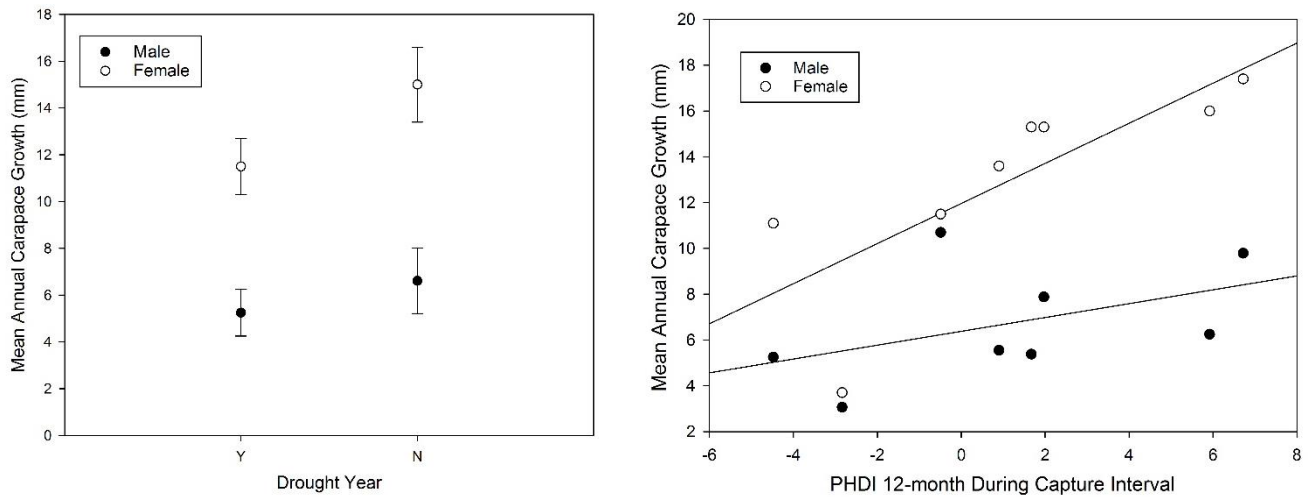 Mean Annual Carapace Growth (mm)
18
16
14
12
10
8
6
4
2
0
Male
Female
Y
N
Drought Year
Mean Annual Carapace Growth (mm)
20
18
16
14
12
10
8
6
4
2
Male
Female
-6
-4
-2
0
2
4
6
8
PHDI 12-month During Capture Interval